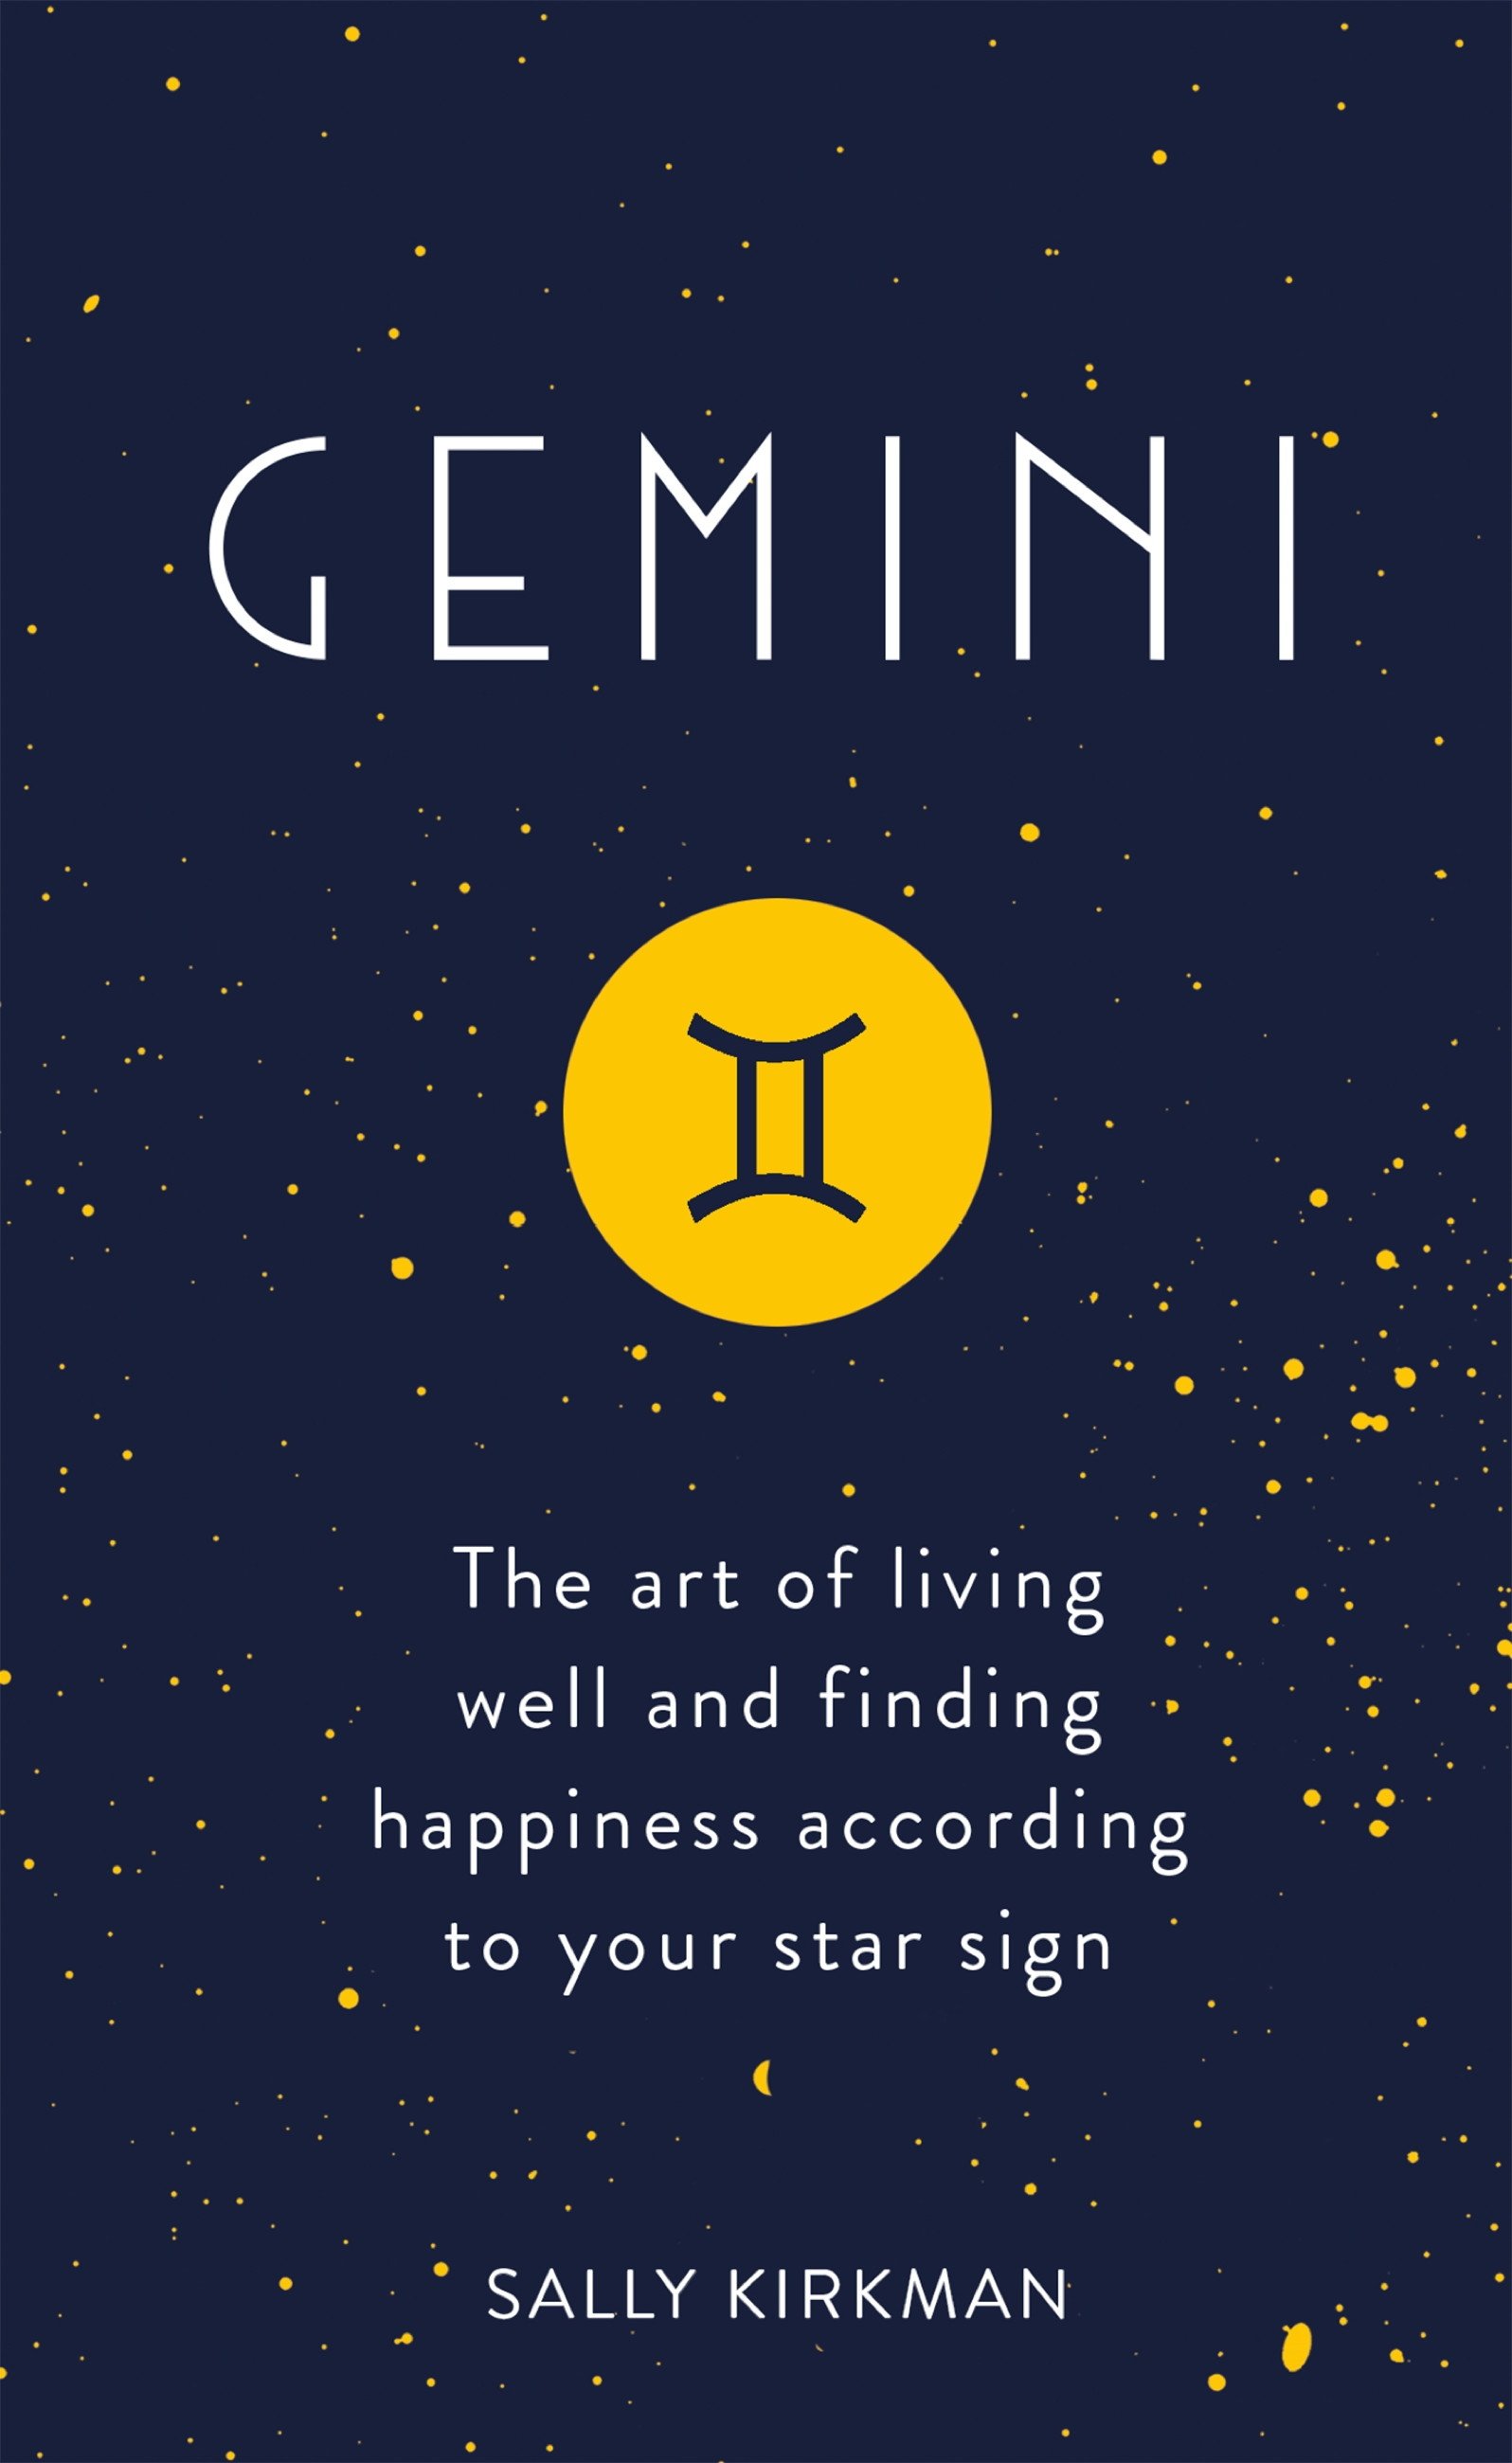 GEMINI
The art of living
well and finding
happiness according
to your star sign
SALLY KIRKMAN